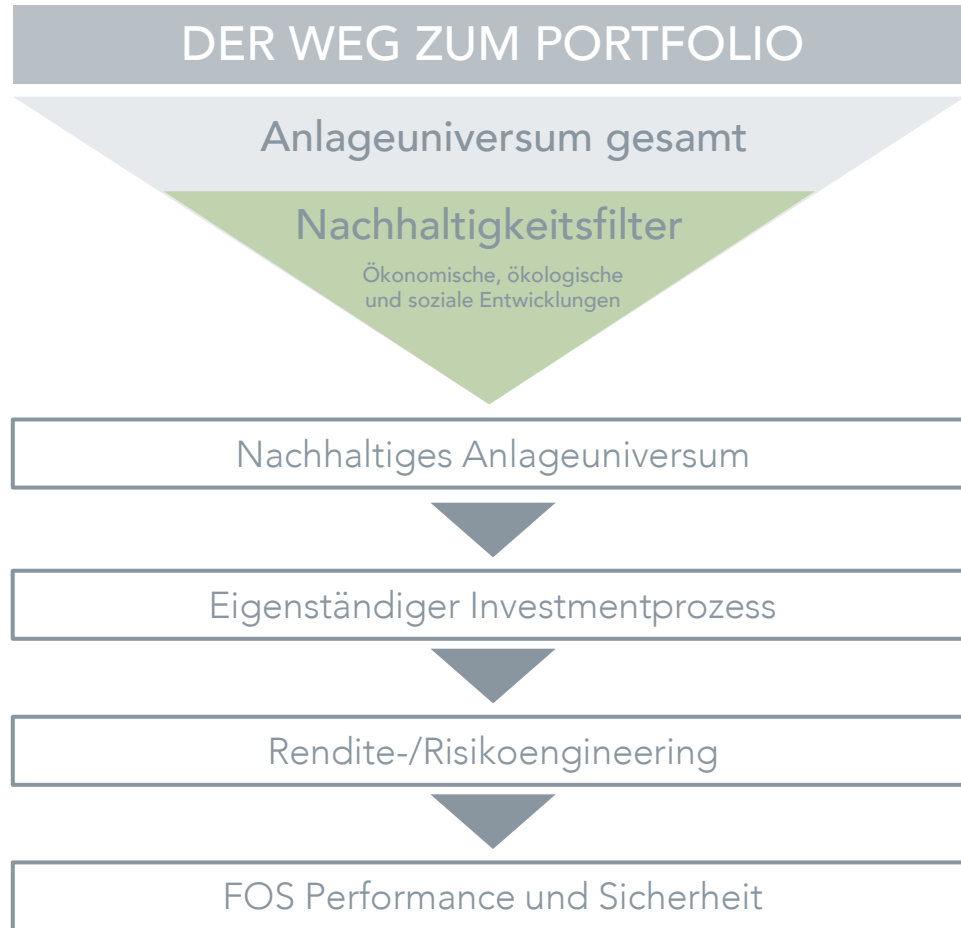 DER WEG ZUM PORTFOLIO
Anlageuniversum gesamt
Nachhaltigkeitsfilter
Ökonomische, ökologische
und soziale Entwicklungen
Nachhaltiges Anlageuniversum
Eigenständiger Investmentprozess
Rendite-/Risikoengineering
FOS Performance und Sicherheit